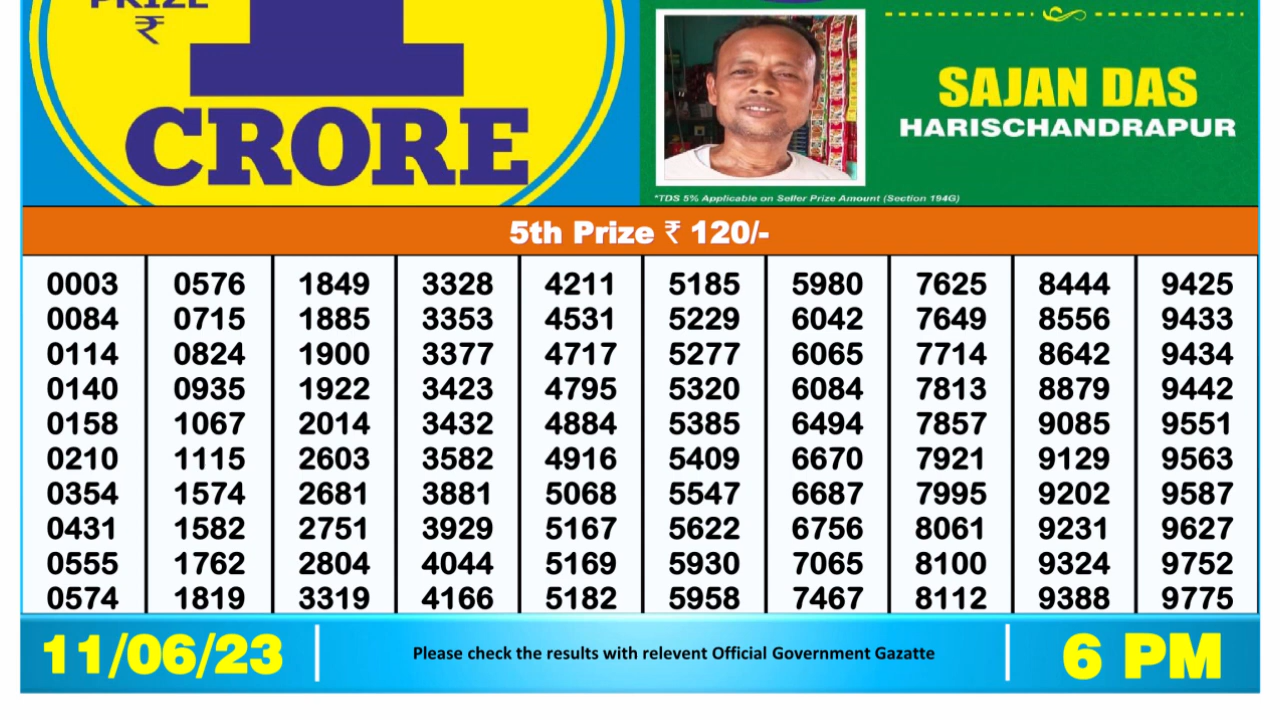 PRIZE
₹
1
CRORE
SAJAN DAS
HARISCHANDRAPUR
*TDS 5% Applicable on Seller Prize Amount (Section 194G)
5th Prize ₹ 120/-
0003 0576 1849 3328 4211 5185 5980 7625 8444 9425
0084 0715 1885 3353 4531 5229 6042 7649 8556 9433
0114 0824 1900 3377 4717 5277 6065 7714 8642 9434
0140 0935 1922 3423 4795 5320 6084 7813 8879 9442
0158 1067 2014 3432 4884 5385 6494 7857 9085 9551
0210 1115 2603 3582 4916 5409 6670 7921 9129 9563
0354 1574 2681 3881 5068 5547 6687 7995 9202 9587
0431 1582 2751 3929 5167 5622 6756 8061 9231 9627
0555 1762 2804 4044 5169 5930 7065 8100 9324 9752
0574 1819 3319 4166 5182 5958 7467 8112 9388 9775
11/06/23 Please check the results with relevent Official Government Gazatte 6 PM